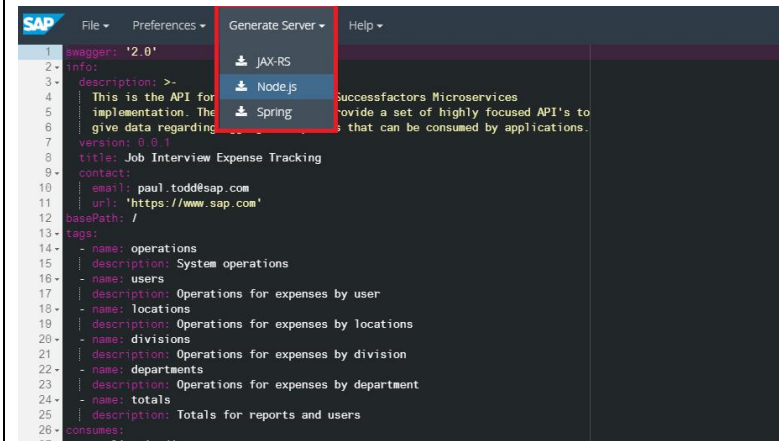 SAP File Preferences Generate Server Help
JAX-RS
Node.js
Spring
1 swagger: '2.0'
2 info:
3 description: >-
4 This is the API for Successfactors Microservices
5 implementation. The rovide a set of highly focused API's to
6 give data regarding s that can be consumed by applications.
7 version: 0.0.1
8 title: Job Interview Expense Tracking
9 contact:
10 email: paul.todd@sap.com
11 url: 'https://www.sap.com'
12 basePath: /
13 tags:
14 - name: operations
15 description: System operations
16 - name: users
17 description: Operations for expenses by user
18 - name: locations
19 description: Operations for expenses by locations
20 - name: divisions
21 description: Operations for expenses by division
22 - name: departments
23 description: Operations for expenses by department
24 - name: totals
25 description: Totals for reports and users
26 consumes: